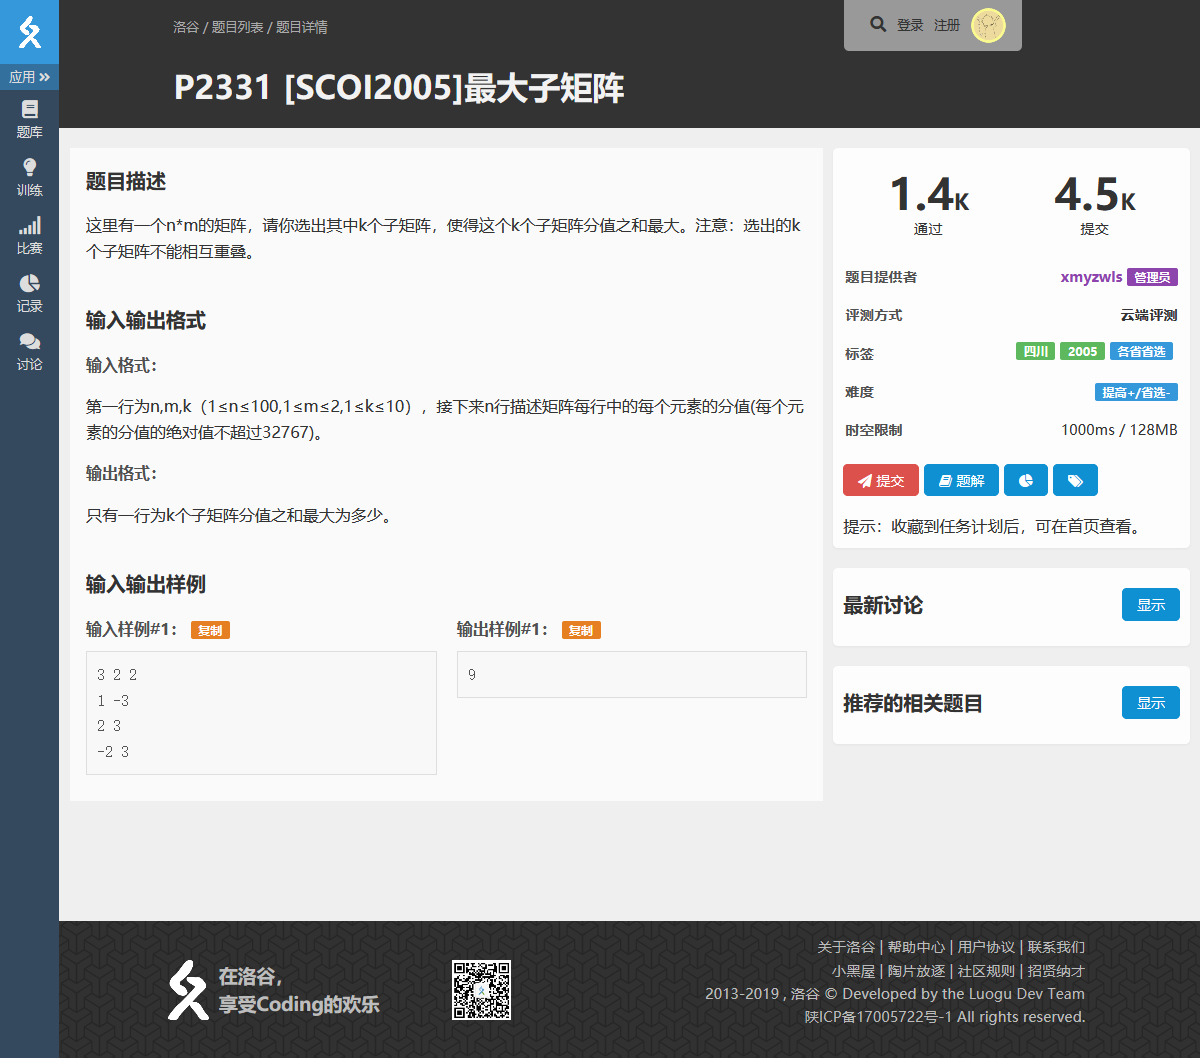 洛谷 / 题目列表 / 题目详情
登录 注册
P2331 [SCOI2005]最大子矩阵
应用
题库
训练
比赛
记录
讨论
题目描述
这里有一个n*m的矩阵，请你选出其中k个子矩阵，使得这个k个子矩阵分值之和最大。注意：选出的k
个子矩阵不能相互重叠。
输入输出格式
输入格式：
第一行为n,m,k（1≤n≤100,1≤m≤2,1≤k≤10），接下来n行描述矩阵每行中的每个元素的分值(每个元
素的分值的绝对值不超过32767)。
输出格式：
只有一行为k个子矩阵分值之和最大为多少。
输入输出样例
输入样例#1： 复制
3 2 2
1 -3
2 3
-2 3
输出样例#1： 复制
9
1.4K 4.5K
通过 提交
题目提供者 xmyzwls 管理员
评测方式 云端评测
标签 四川 2005 各省省选
难度 提高+/省选-
时空限制 1000ms / 128MB
提交 题解
提示：收藏到任务计划后，可在首页查看。
最新讨论 显示
推荐的相关题目 显示
在洛谷，
享受Coding的欢乐
关于洛谷 | 帮助中心 | 用户协议 | 联系我们
小黑屋 | 陶片放逐 | 社区规则 | 招贤纳才
2013-2019 , 洛谷 © Developed by the Luogu Dev Team
陕ICP备17005722号-1 All rights reserved.